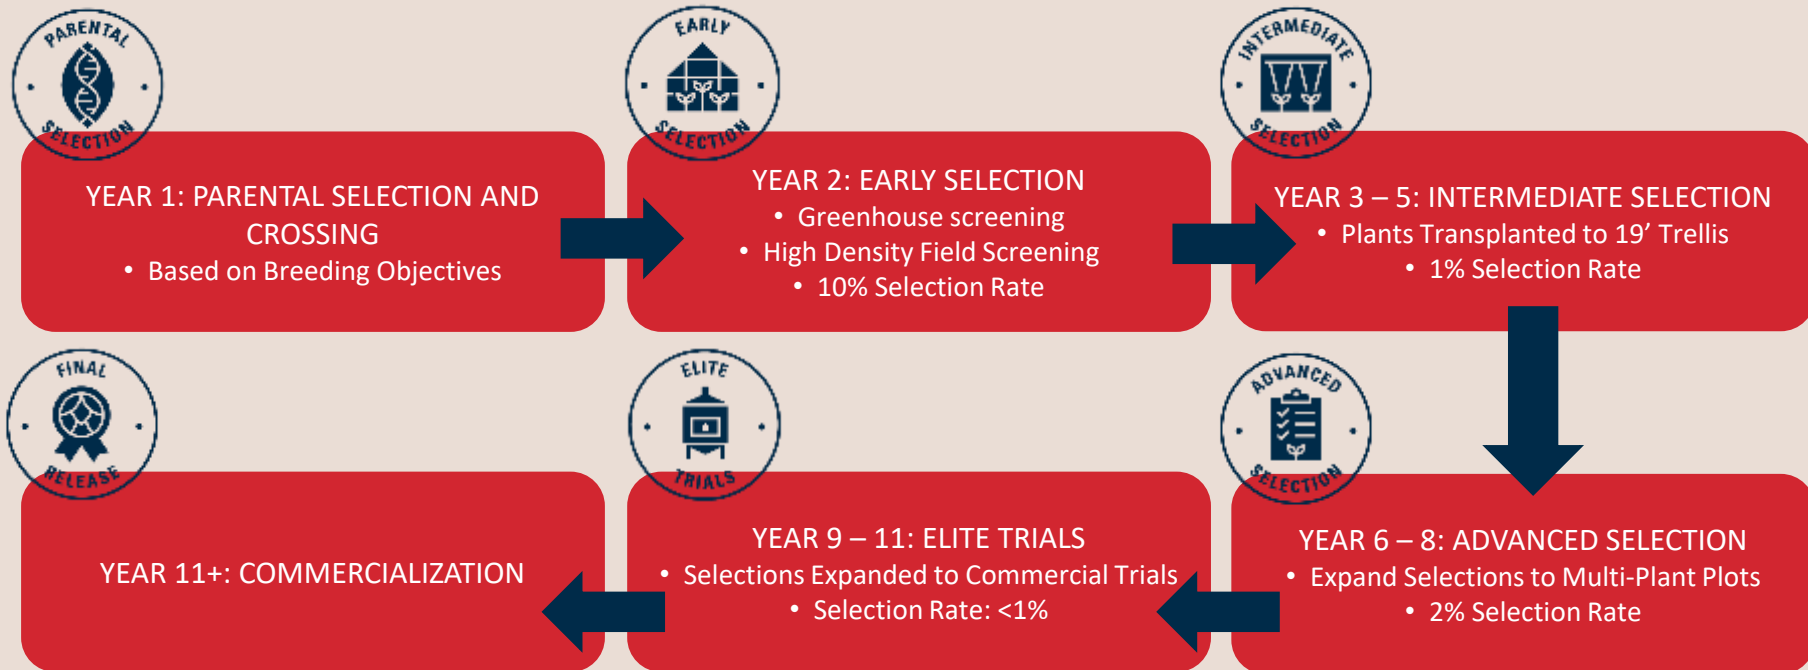 PARENTAL
SELECTION
YEAR 1: PARENTAL SELECTION AND
CROSSING
• Based on Breeding Objectives
EARLY
SELECTION
YEAR 2: EARLY SELECTION
• Greenhouse screening
• High Density Field Screening
• 10% Selection Rate
INTERMEDIATE
SELECTION
YEAR 3 – 5: INTERMEDIATE SELECTION
• Plants Transplanted to 19’ Trellis
• 1% Selection Rate
ADVANCED
SELECTION
YEAR 6 – 8: ADVANCED SELECTION
• Expand Selections to Multi-Plant Plots
• 2% Selection Rate
ELITE
TRIALS
YEAR 9 – 11: ELITE TRIALS
• Selections Expanded to Commercial Trials
• Selection Rate: <1%
FINAL
RELEASE
YEAR 11+: COMMERCIALIZATION